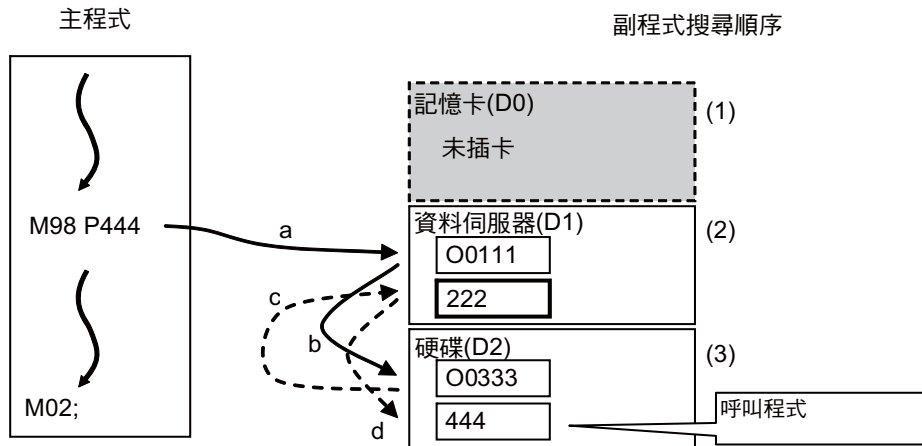 主程式
副程式搜尋順序
記憶卡(D0)
(1)
未插卡
M98 P444
a
資料伺服器(D1)
(2)
O0111
222
c
b
硬碟(D2)
(3)
O0333
M02;
444
d
呼叫程式